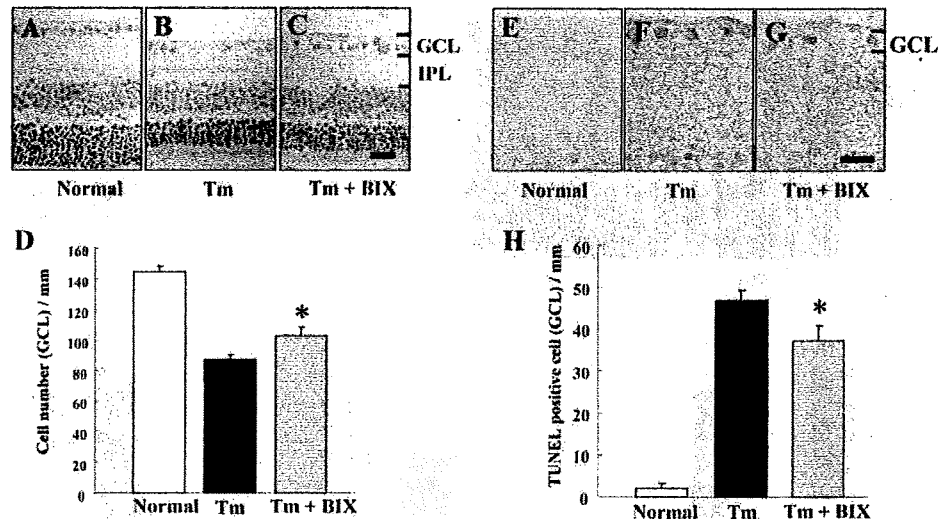 A B C
GCL
IPL
Normal Tm Tm + BIX
E F G
GCL
Normal Tm Tm + BIX
D
Cell number (GCL) / mm
160
140
120
100
80
60
40
20
0
*
Normal Tm Tm + BIX
H
TUNEL positive cell (GCL) / mm
60
50
40
30
20
10
0
*
Normal Tm Tm + BIX